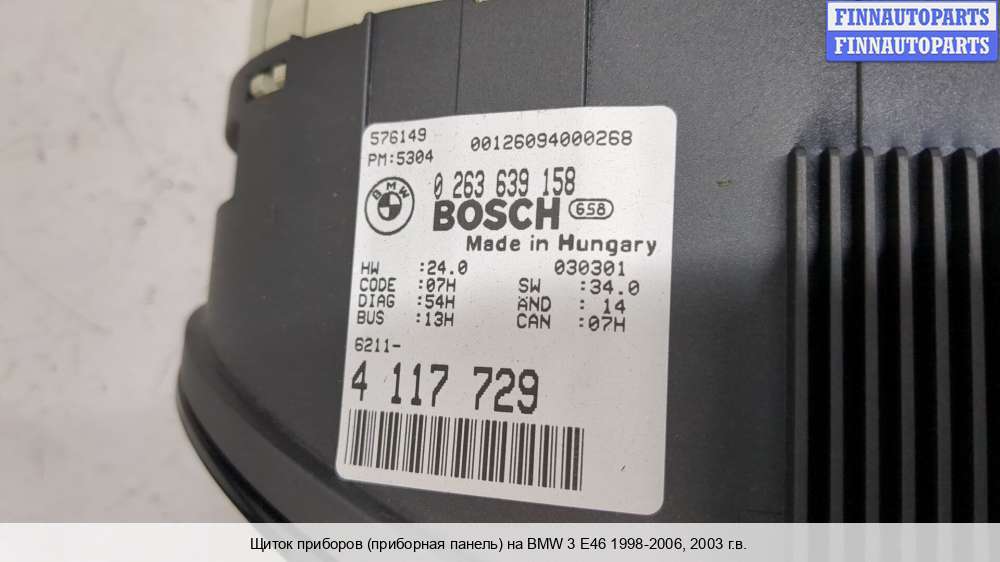 FINNAUTOPARTS
FINNAUTOPARTS
576149
PM:5304
00126094000268
BMW
0 263 639 158
BOSCH 658
Made in Hungary
HW :24.0 030301
CODE :07H SW :34.0
DIAG :54H ÄND : 14
BUS :13H CAN :07H
6211-
4 117 729
Щиток приборов (приборная панель) на BMW 3 E46 1998-2006, 2003 г.в.